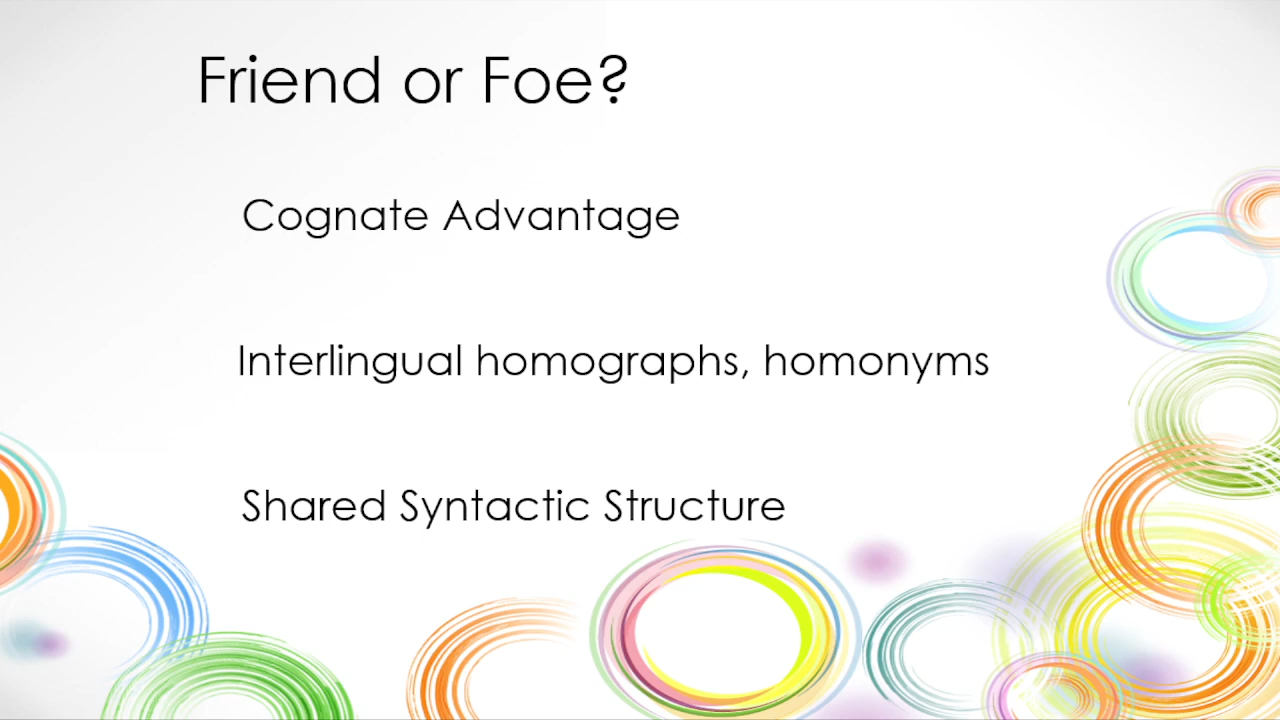 Friend or Foe?
Cognate Advantage
Interlingual homographs, homonyms
Shared Syntactic Structure